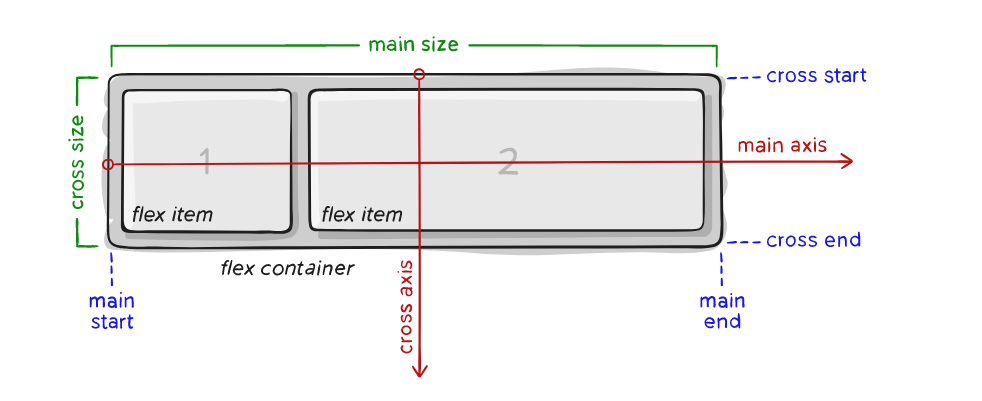 main size
cross start
cross size
main axis
1
2
flex item
flex item
cross end
flex container
cross axis
main
start
main
end